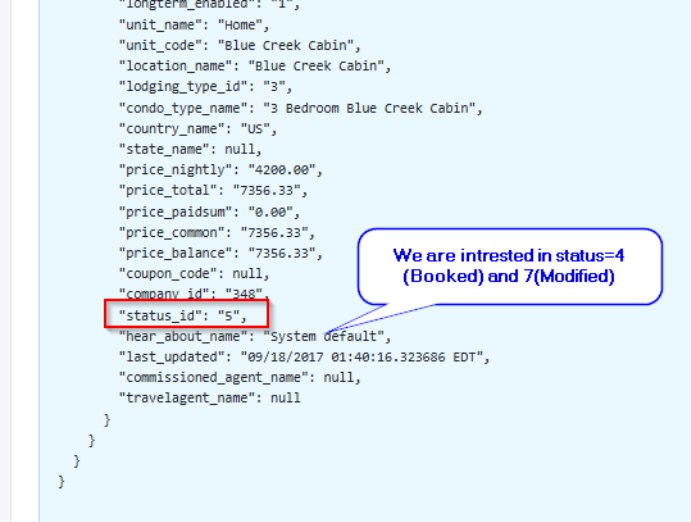 "longterm_enabled": "1",
"unit_name": "Home",
"unit_code": "Blue Creek Cabin",
"location_name": "Blue Creek Cabin",
"lodging_type_id": "3",
"condo_type_name": "3 Bedroom Blue Creek Cabin",
"country_name": "US",
"state_name": null,
"price_nightly": "4200.00",
"price_total": "7356.33",
"price_paidsum": "0.00",
"price_common": "7356.33",
"price_balance": "7356.33",
"coupon_code": null,
"company_id": "348",
"status_id": "5",
"hear_about_name": "System default",
"last_updated": "09/18/2017 01:40:16.323686 EDT",
"commissioned_agent_name": null,
"travelagent_name": null
}
}
}
}
We are intrested in status=4
(Booked) and 7(Modified)